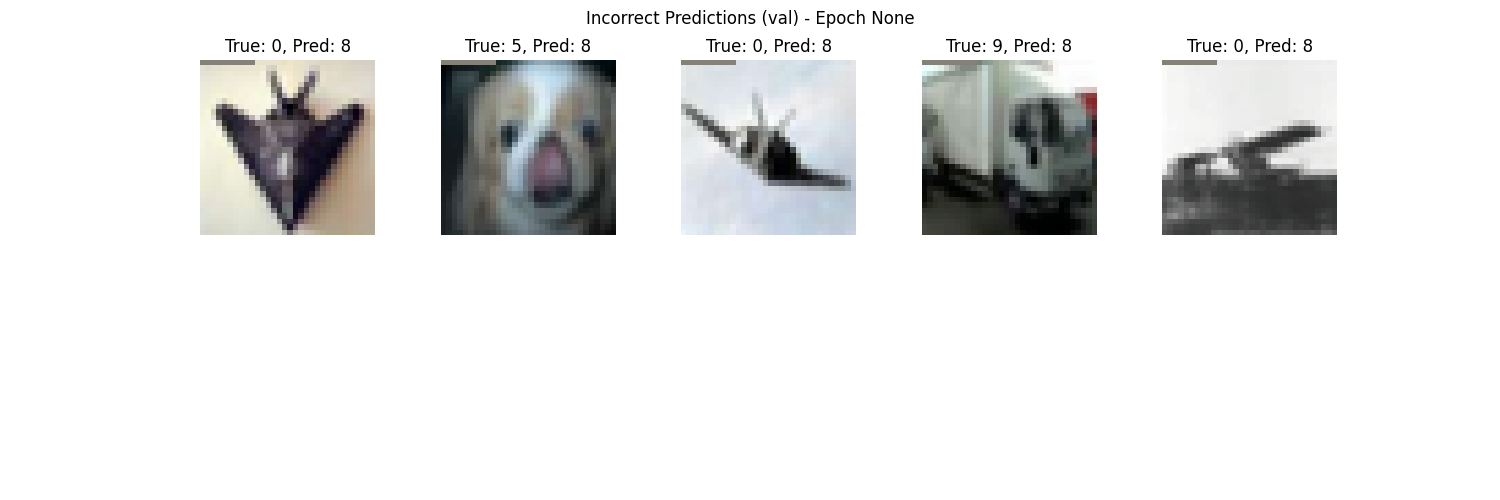 Incorrect Predictions (val) - Epoch None
True: 0, Pred: 8
True: 5, Pred: 8
True: 0, Pred: 8
True: 9, Pred: 8
True: 0, Pred: 8